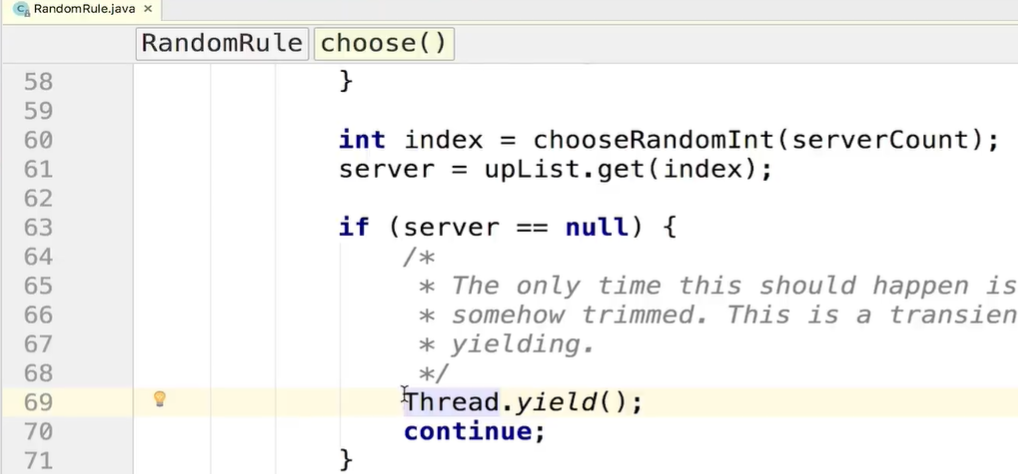 RandomRule.java ×
RandomRule choose()
58 }
59
60 int index = chooseRandomInt(serverCount);
61 server = upList.get(index);
62
63 if (server == null) {
64 /*
65 * The only time this should happen is
66 * somehow trimmed. This is a transien
67 * yielding.
68 */
69 Thread.yield();
70 continue;
71 }